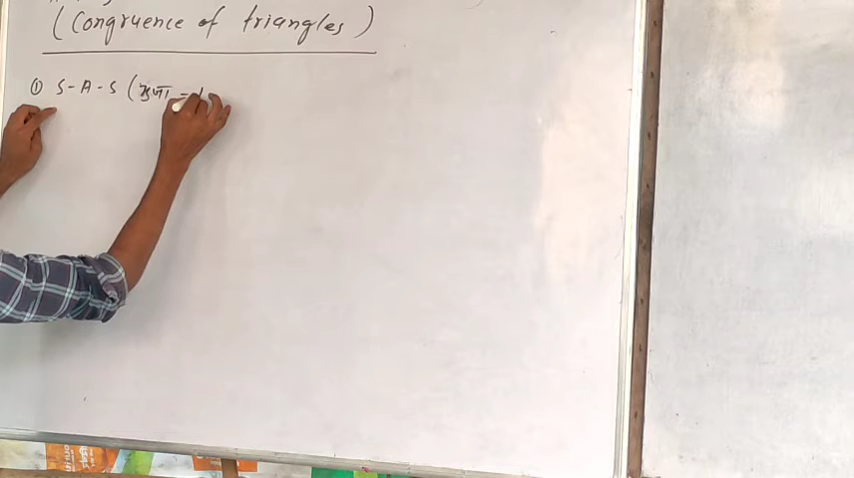 (Congruence of triangles)
① S-A-S (भुजा -